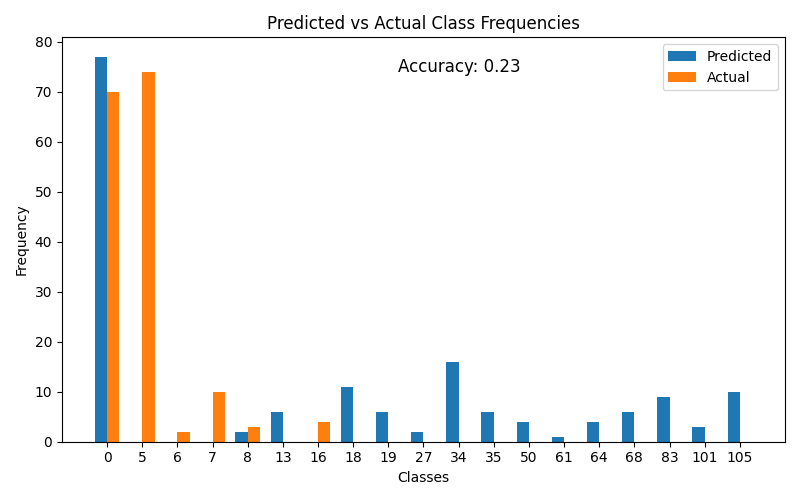 Predicted vs Actual Class Frequencies
Accuracy: 0.23
Predicted
Actual
80
70
60
50
40
30
20
10
0
Frequency
0 5 6 7 8 13 16 18 19 27 34 35 50 61 64 68 83 101 105
Classes